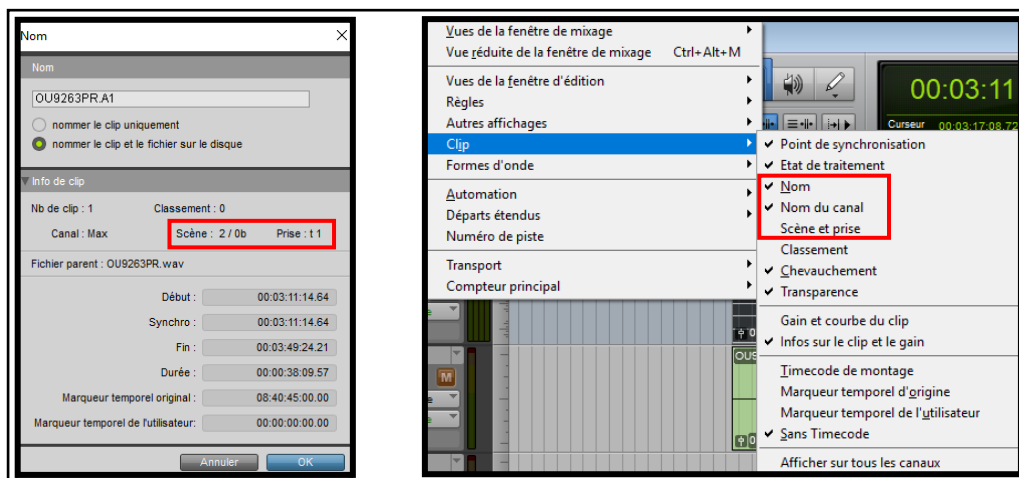 Nom
Nom
OU9263PR.A1
nommer le clip uniquement
nommer le clip et le fichier sur le disque
Info de clip
Nb de clip : 1 Classement : 0
Canal : Max Scène : 2 / 0b Prise : t 1
Fichier parent : OU9263PR.wav
Début : 00:03:11:14.64
Synchro : 00:03:11:14.64
Fin : 00:03:49:24.21
Durée : 00:00:38:09.57
Marqueur temporel original : 08:40:45:00.00
Marqueur temporel de l'utilisateur: 00:00:00:00.00
Annuler OK
Vues de la fenêtre de mixage
Vue réduite de la fenêtre de mixage Ctrl+Alt+M
Vues de la fenêtre d'édition
Règles
Autres affichages
Clip
Formes d'onde
Automation
Départs étendus
Numéro de piste
Transport
Compteur principal
00:03:11
Curseur 00:03:17:08.72
Point de synchronisation
Etat de traitement
Nom
Nom du canal
Scène et prise
Classement
Chevauchement
Transparence
Gain et courbe du clip
Infos sur le clip et le gain
Timecode de montage
Marqueur temporel d'origine
Marqueur temporel de l'utilisateur
Sans Timecode
Afficher sur tous les canaux
M